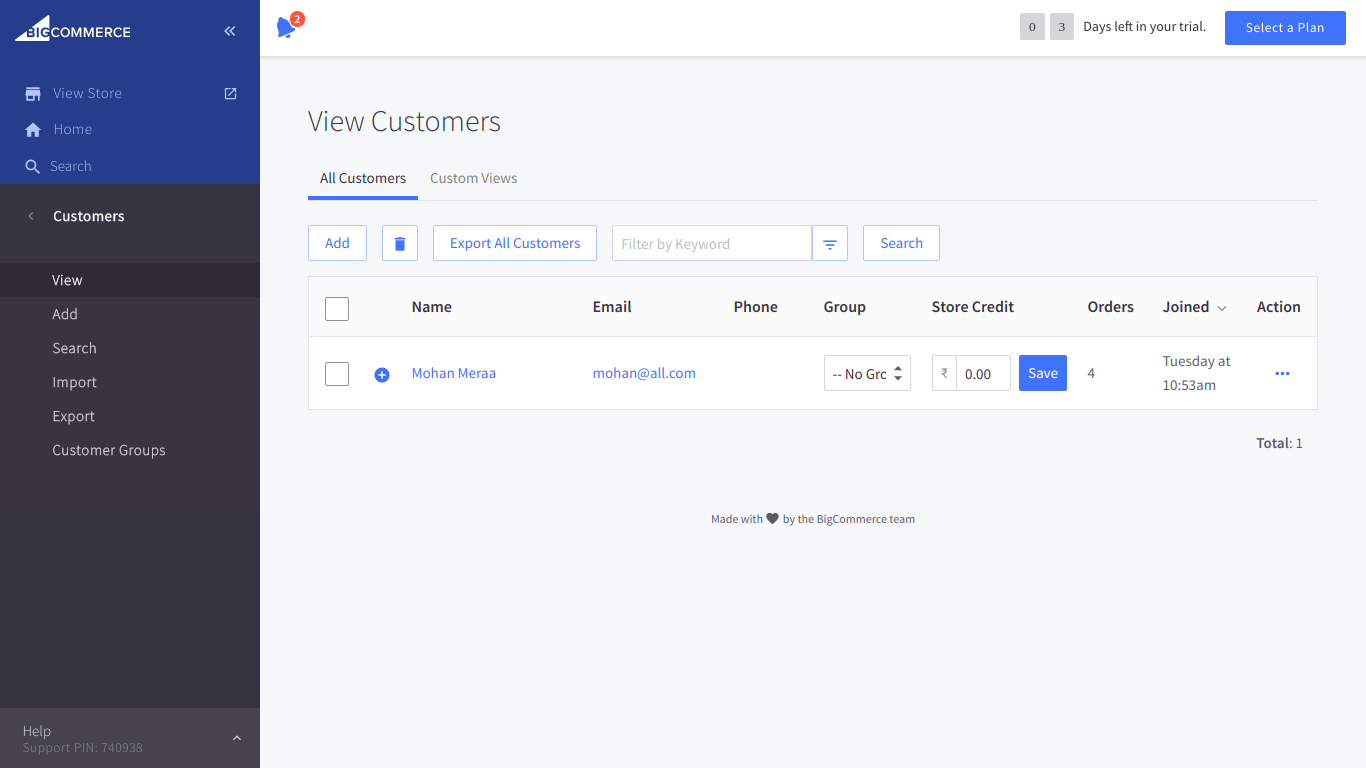 BIGCOMMERCE
2
0 3 Days left in your trial.
Select a Plan
View Store
Home
Search
Customers
View
Add
Search
Import
Export
Customer Groups
Help
Support PIN: 740938
View Customers
All Customers Custom Views
Add Export All Customers Filter by Keyword Search
Name Email Phone Group Store Credit Orders Joined Action
Mohan Meraa mohan@all.com -- No Gro ₹ 0.00 Save 4 Tuesday at
10:53am
Total: 1
Made with by the BigCommerce team